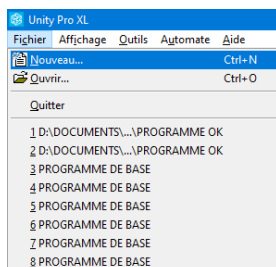 Unity Pro XL
Fichier Affichage Outils Automate Aide
Nouveau... Ctrl+N
Ouvrir... Ctrl+O
Quitter
1 D:\DOCUMENTS\...\PROGRAMME OK
2 D:\DOCUMENTS\...\PROGRAMME OK
3 PROGRAMME DE BASE
4 PROGRAMME DE BASE
5 PROGRAMME DE BASE
6 PROGRAMME DE BASE
7 PROGRAMME DE BASE
8 PROGRAMME DE BASE